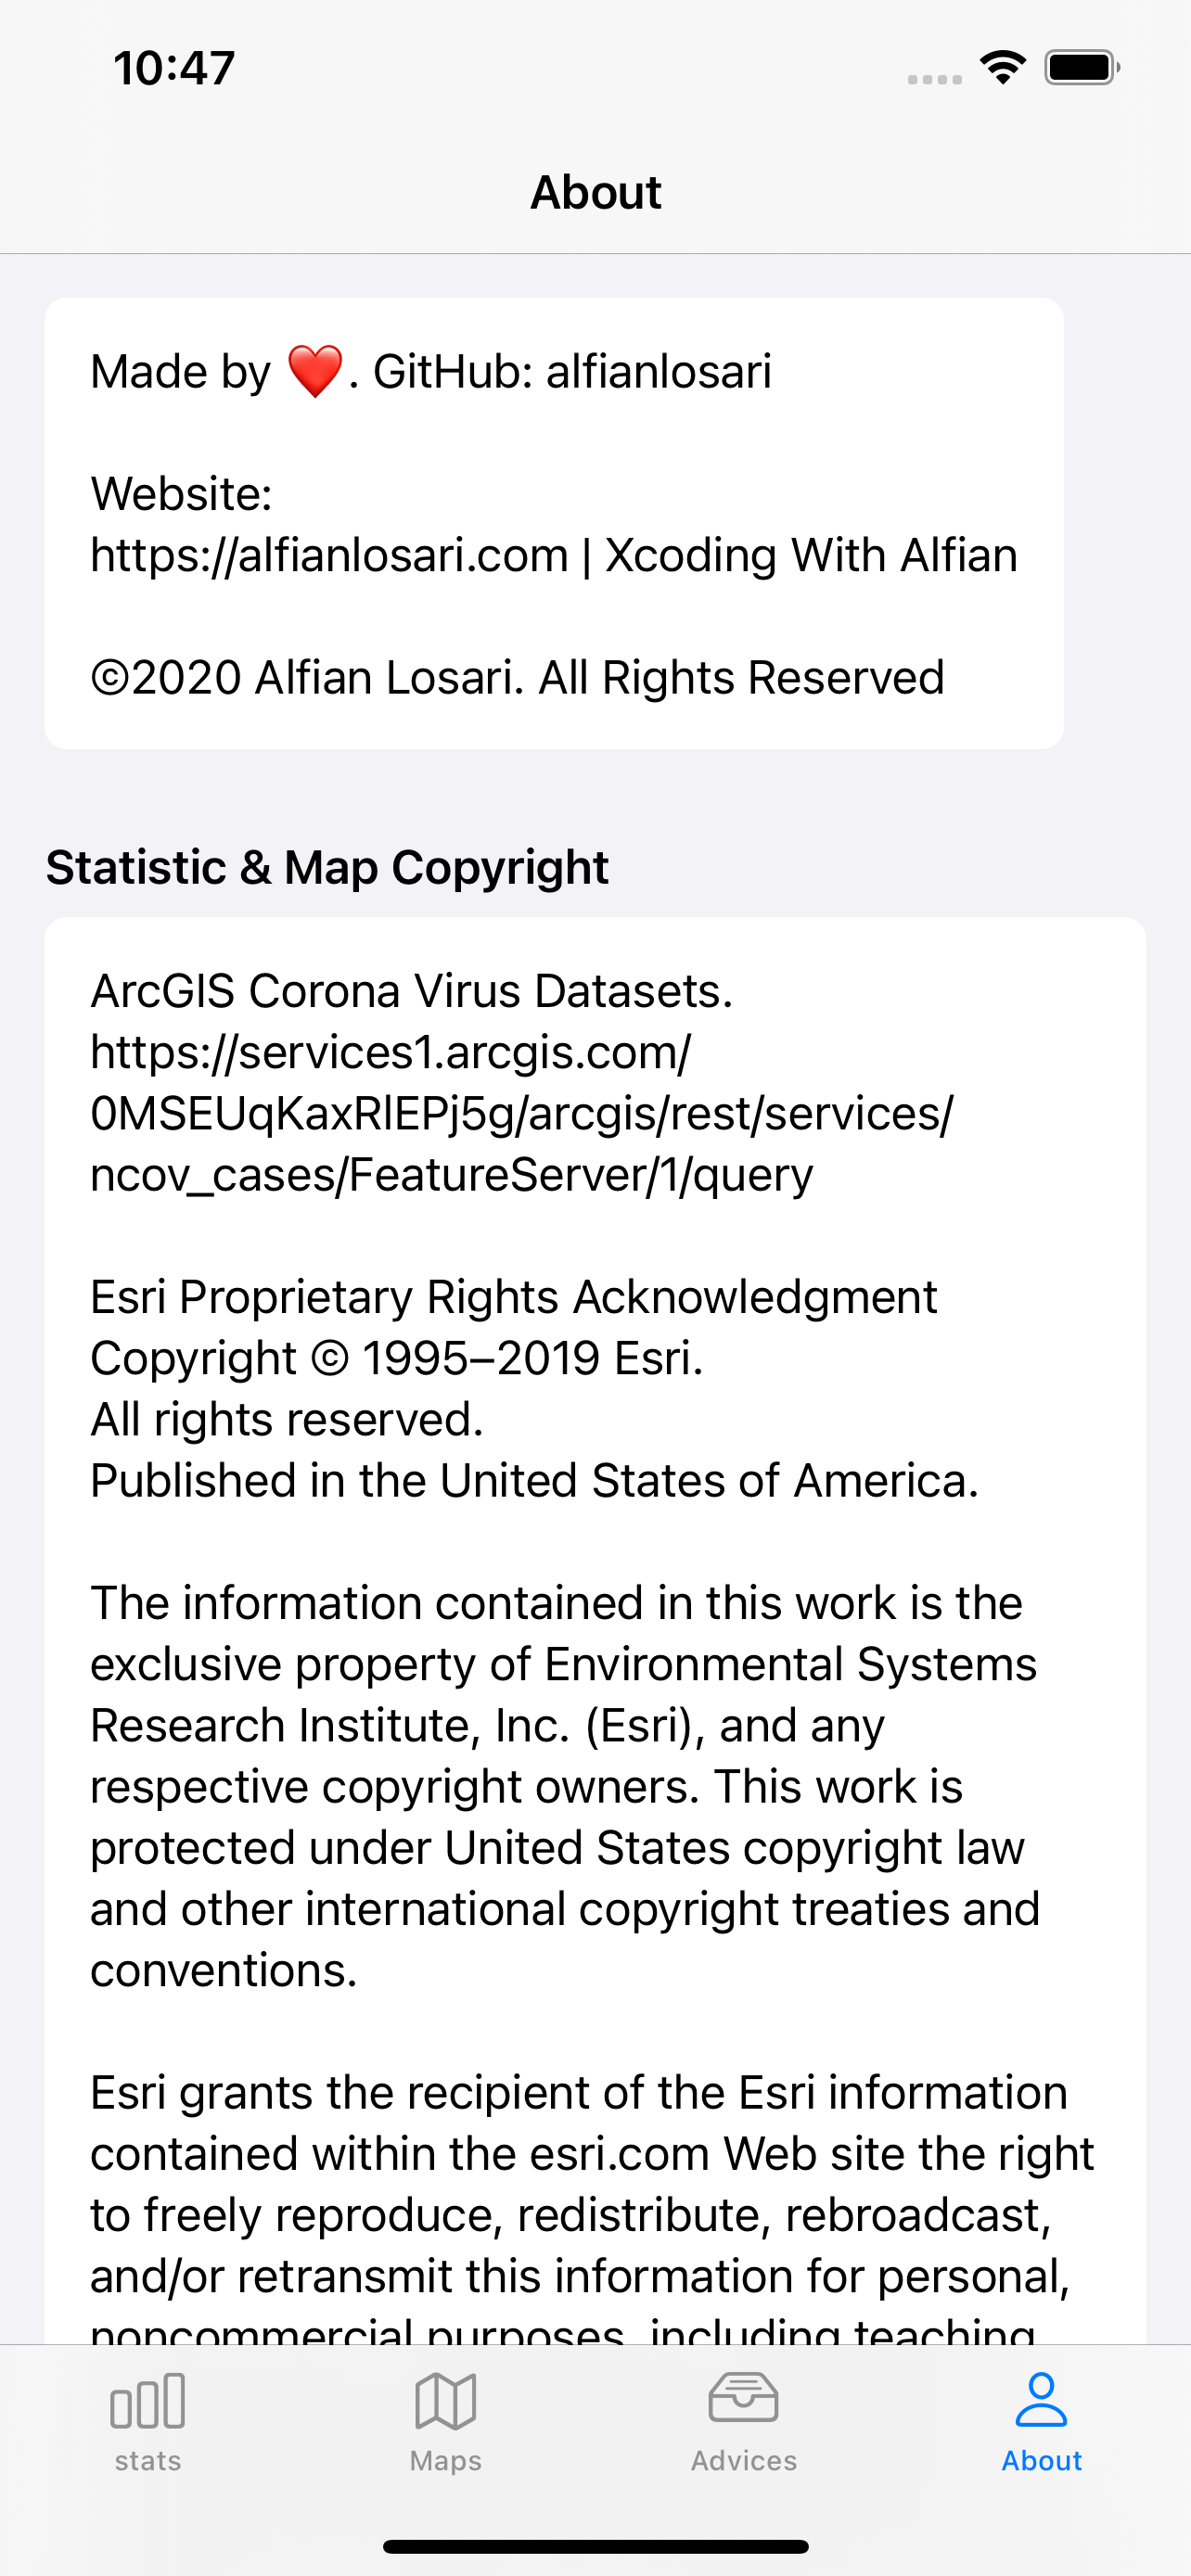 10:47
About
Made by ❤️. GitHub: alfianlosari
Website:
https://alfianlosari.com | Xcoding With Alfian
©2020 Alfian Losari. All Rights Reserved
Statistic & Map Copyright
ArcGIS Corona Virus Datasets.
https://services1.arcgis.com/
0MSEUqKaxRlEPj5g/arcgis/rest/services/
ncov_cases/FeatureServer/1/query
Esri Proprietary Rights Acknowledgment
Copyright © 1995–2019 Esri.
All rights reserved.
Published in the United States of America.
The information contained in this work is the
exclusive property of Environmental Systems
Research Institute, Inc. (Esri), and any
respective copyright owners. This work is
protected under United States copyright law
and other international copyright treaties and
conventions.
Esri grants the recipient of the Esri information
contained within the esri.com Web site the right
to freely reproduce, redistribute, rebroadcast,
and/or retransmit this information for personal,
noncommercial purposes, including teaching,
stats
Maps
Advices
About